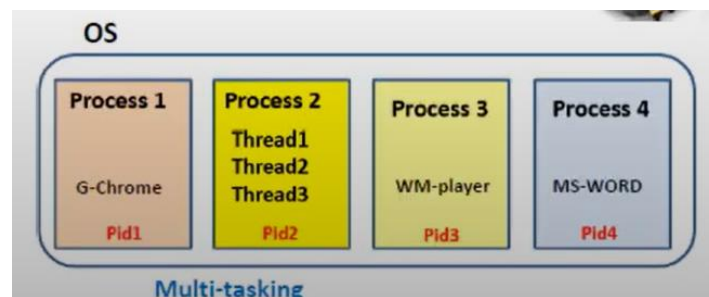 OS
Process 1
G-Chrome
Pid1
Process 2
Thread1
Thread2
Thread3
Pid2
Process 3
WM-player
Pid3
Process 4
MS-WORD
Pid4
Multi-tasking